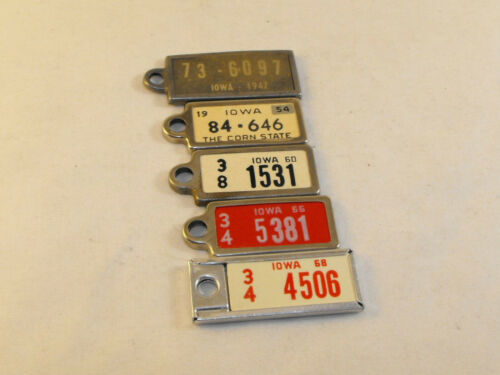 73-6097
IOWA-1942
19 IOWA 54
84·646
THE CORN STATE
IOWA 60
3
8 1531
IOWA 66
3
4 5381
IOWA 68
3
4 4506